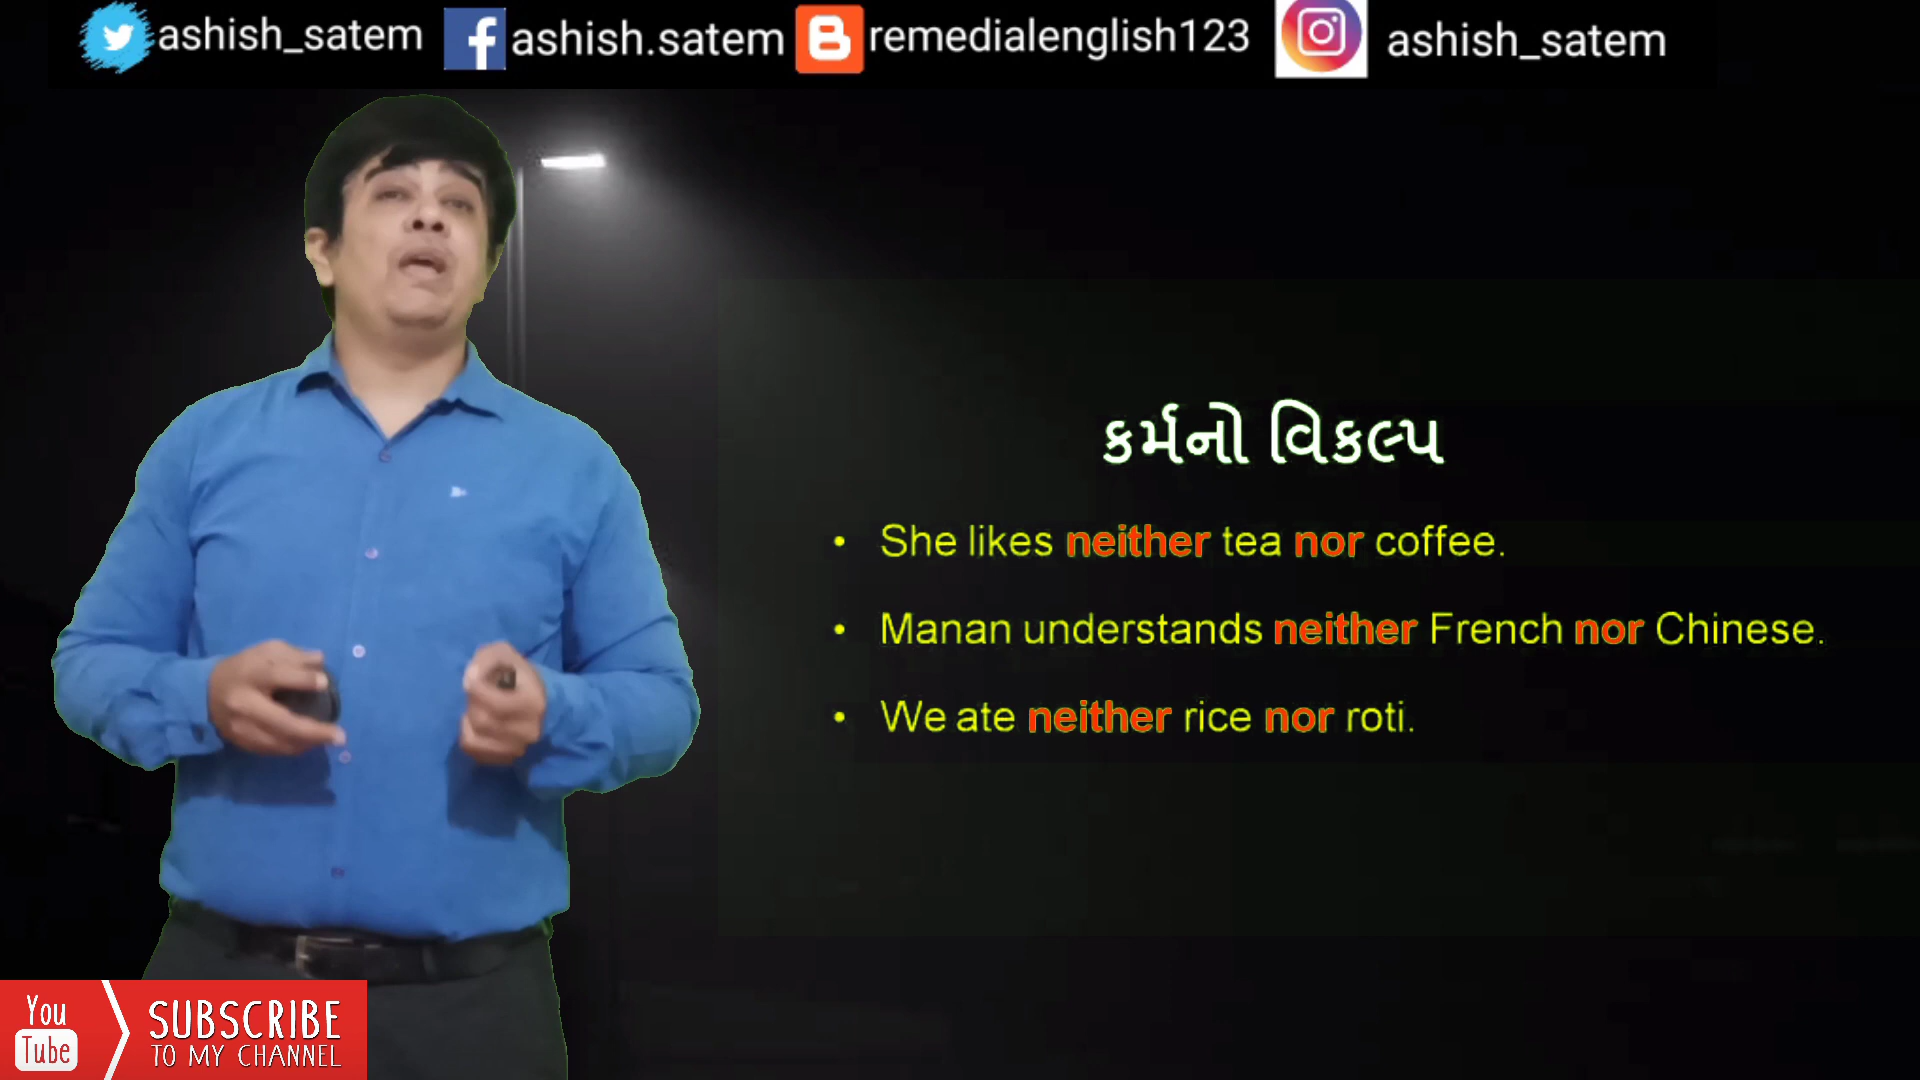 ashish_satem ashish.satem remedialenglish123 ashish_satem
કર્મનો વિકલ્પ
• She likes neither tea nor coffee.
• Manan understands neither French nor Chinese.
• We ate neither rice nor roti.
You
Tube
SUBSCRIBE
TO MY CHANNEL